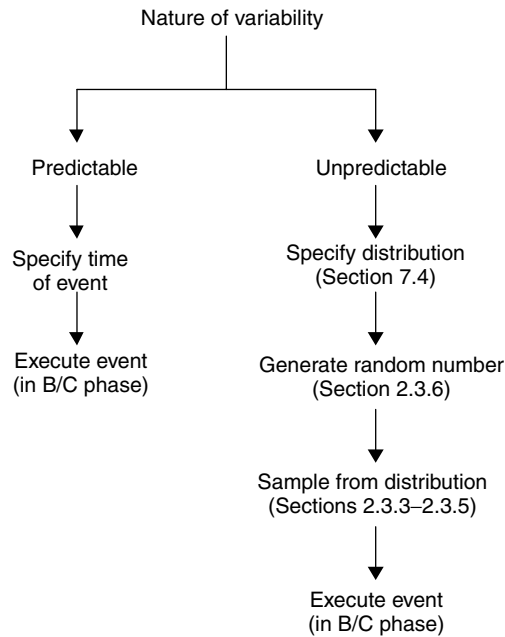 Nature of variability
Predictable
Unpredictable
Specify time
of event
Specify distribution
(Section 7.4)
Execute event
(in B/C phase)
Generate random number
(Section 2.3.6)
Sample from distribution
(Sections 2.3.3–2.3.5)
Execute event
(in B/C phase)